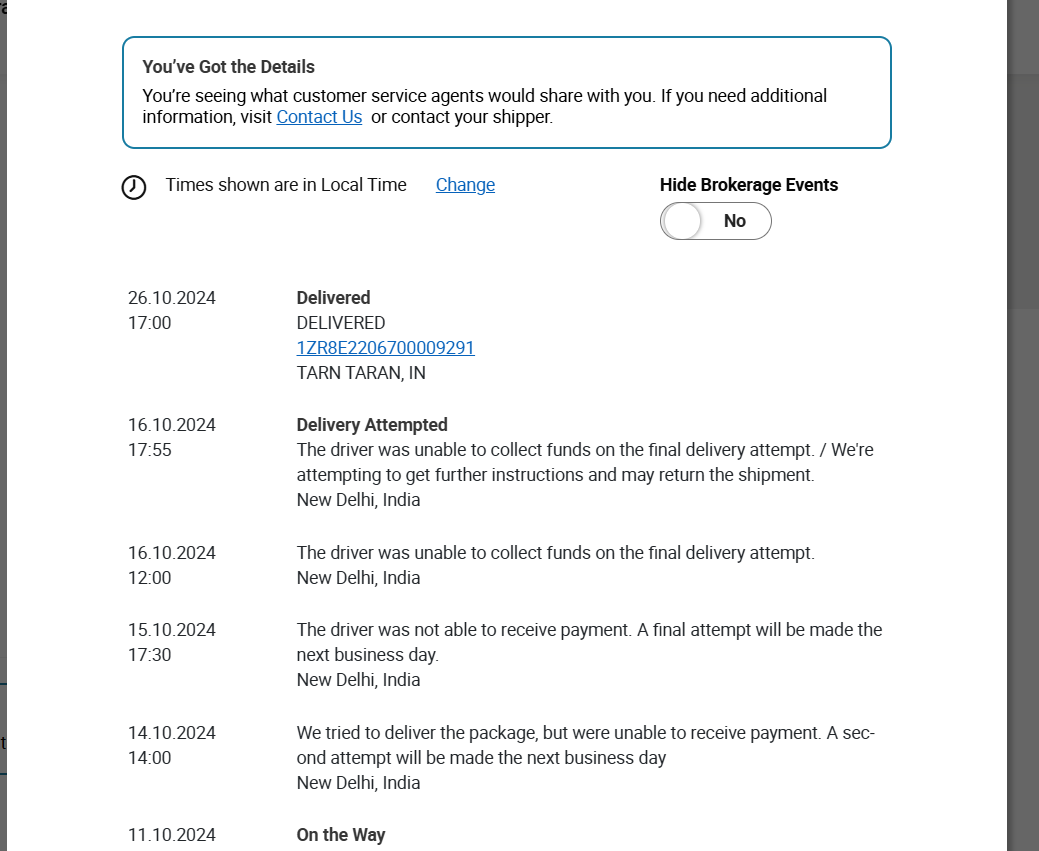 You've Got the Details
You're seeing what customer service agents would share with you. If you need additional
information, visit Contact Us or contact your shipper.
Times shown are in Local Time Change
Hide Brokerage Events
No
26.10.2024 Delivered
17:00 DELIVERED
1ZR8E2206700009291
TARN TARAN, IN
16.10.2024 Delivery Attempted
17:55 The driver was unable to collect funds on the final delivery attempt. / We're
attempting to get further instructions and may return the shipment.
New Delhi, India
16.10.2024 The driver was unable to collect funds on the final delivery attempt.
12:00 New Delhi, India
15.10.2024 The driver was not able to receive payment. A final attempt will be made the
17:30 next business day.
New Delhi, India
14.10.2024 We tried to deliver the package, but were unable to receive payment. A sec-
14:00 ond attempt will be made the next business day
New Delhi, India
11.10.2024 On the Way